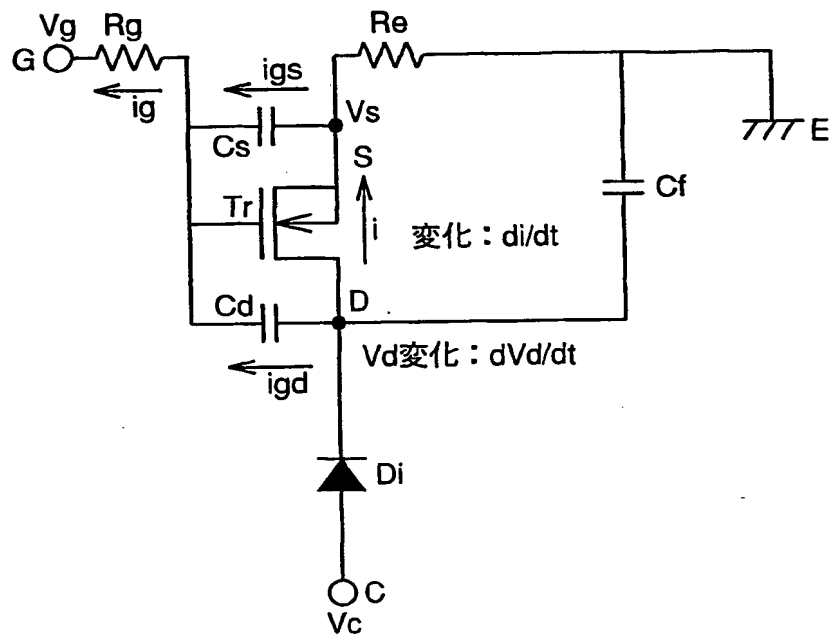 Vg
Rg
Re
G
ig
igs
Vs
E
Cs
S
Tr
Cf
i
変化：di/dt
Cd
D
Vd変化：dVd/dt
igd
Di
C
Vc